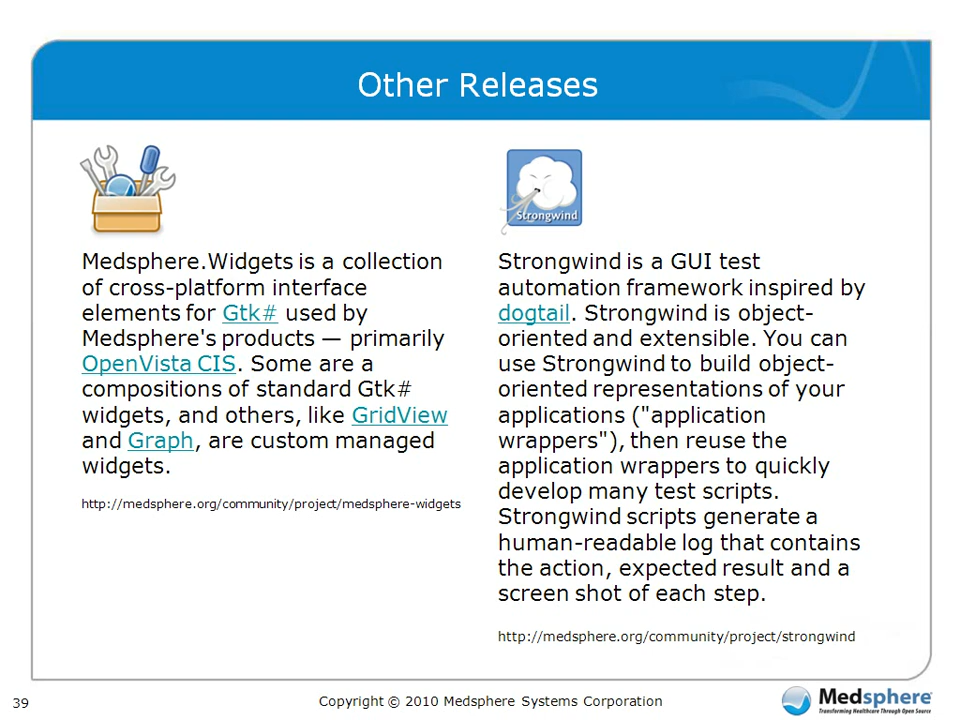 Other Releases
Strongwind
Medsphere.Widgets is a collection
of cross-platform interface
elements for Gtk# used by
Medsphere's products — primarily
OpenVista CIS. Some are a
compositions of standard Gtk#
widgets, and others, like GridView
and Graph, are custom managed
widgets.
http://medsphere.org/community/project/medsphere-widgets
Strongwind is a GUI test
automation framework inspired by
dogtail. Strongwind is object-
oriented and extensible. You can
use Strongwind to build object-
oriented representations of your
applications ("application
wrappers"), then reuse the
application wrappers to quickly
develop many test scripts.
Strongwind scripts generate a
human-readable log that contains
the action, expected result and a
screen shot of each step.
http://medsphere.org/community/project/strongwind
39
Copyright © 2010 Medsphere Systems Corporation
Medsphere
Transforming Healthcare Through Open Source